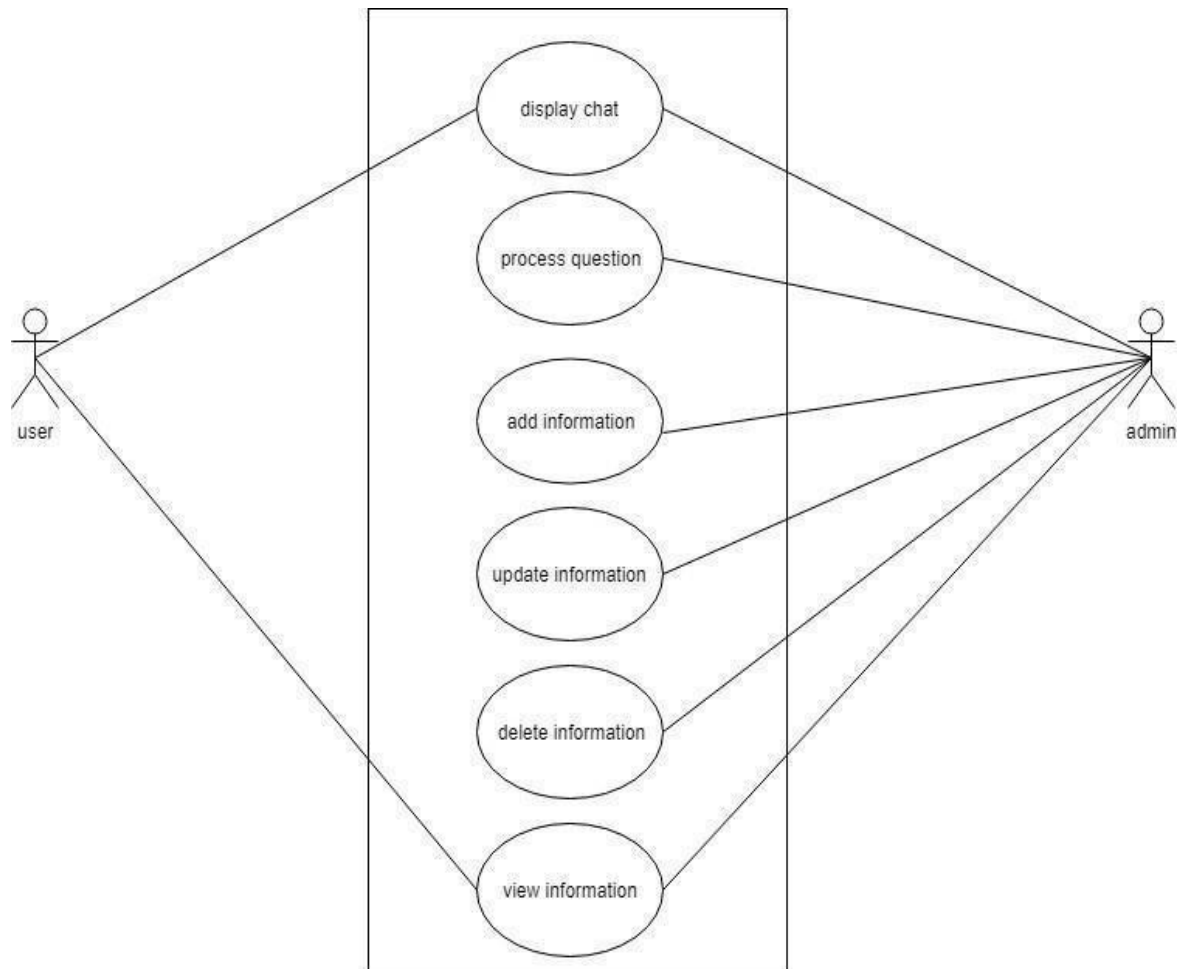 display chat
process question
user
add information
admin
update information
delete information
view information